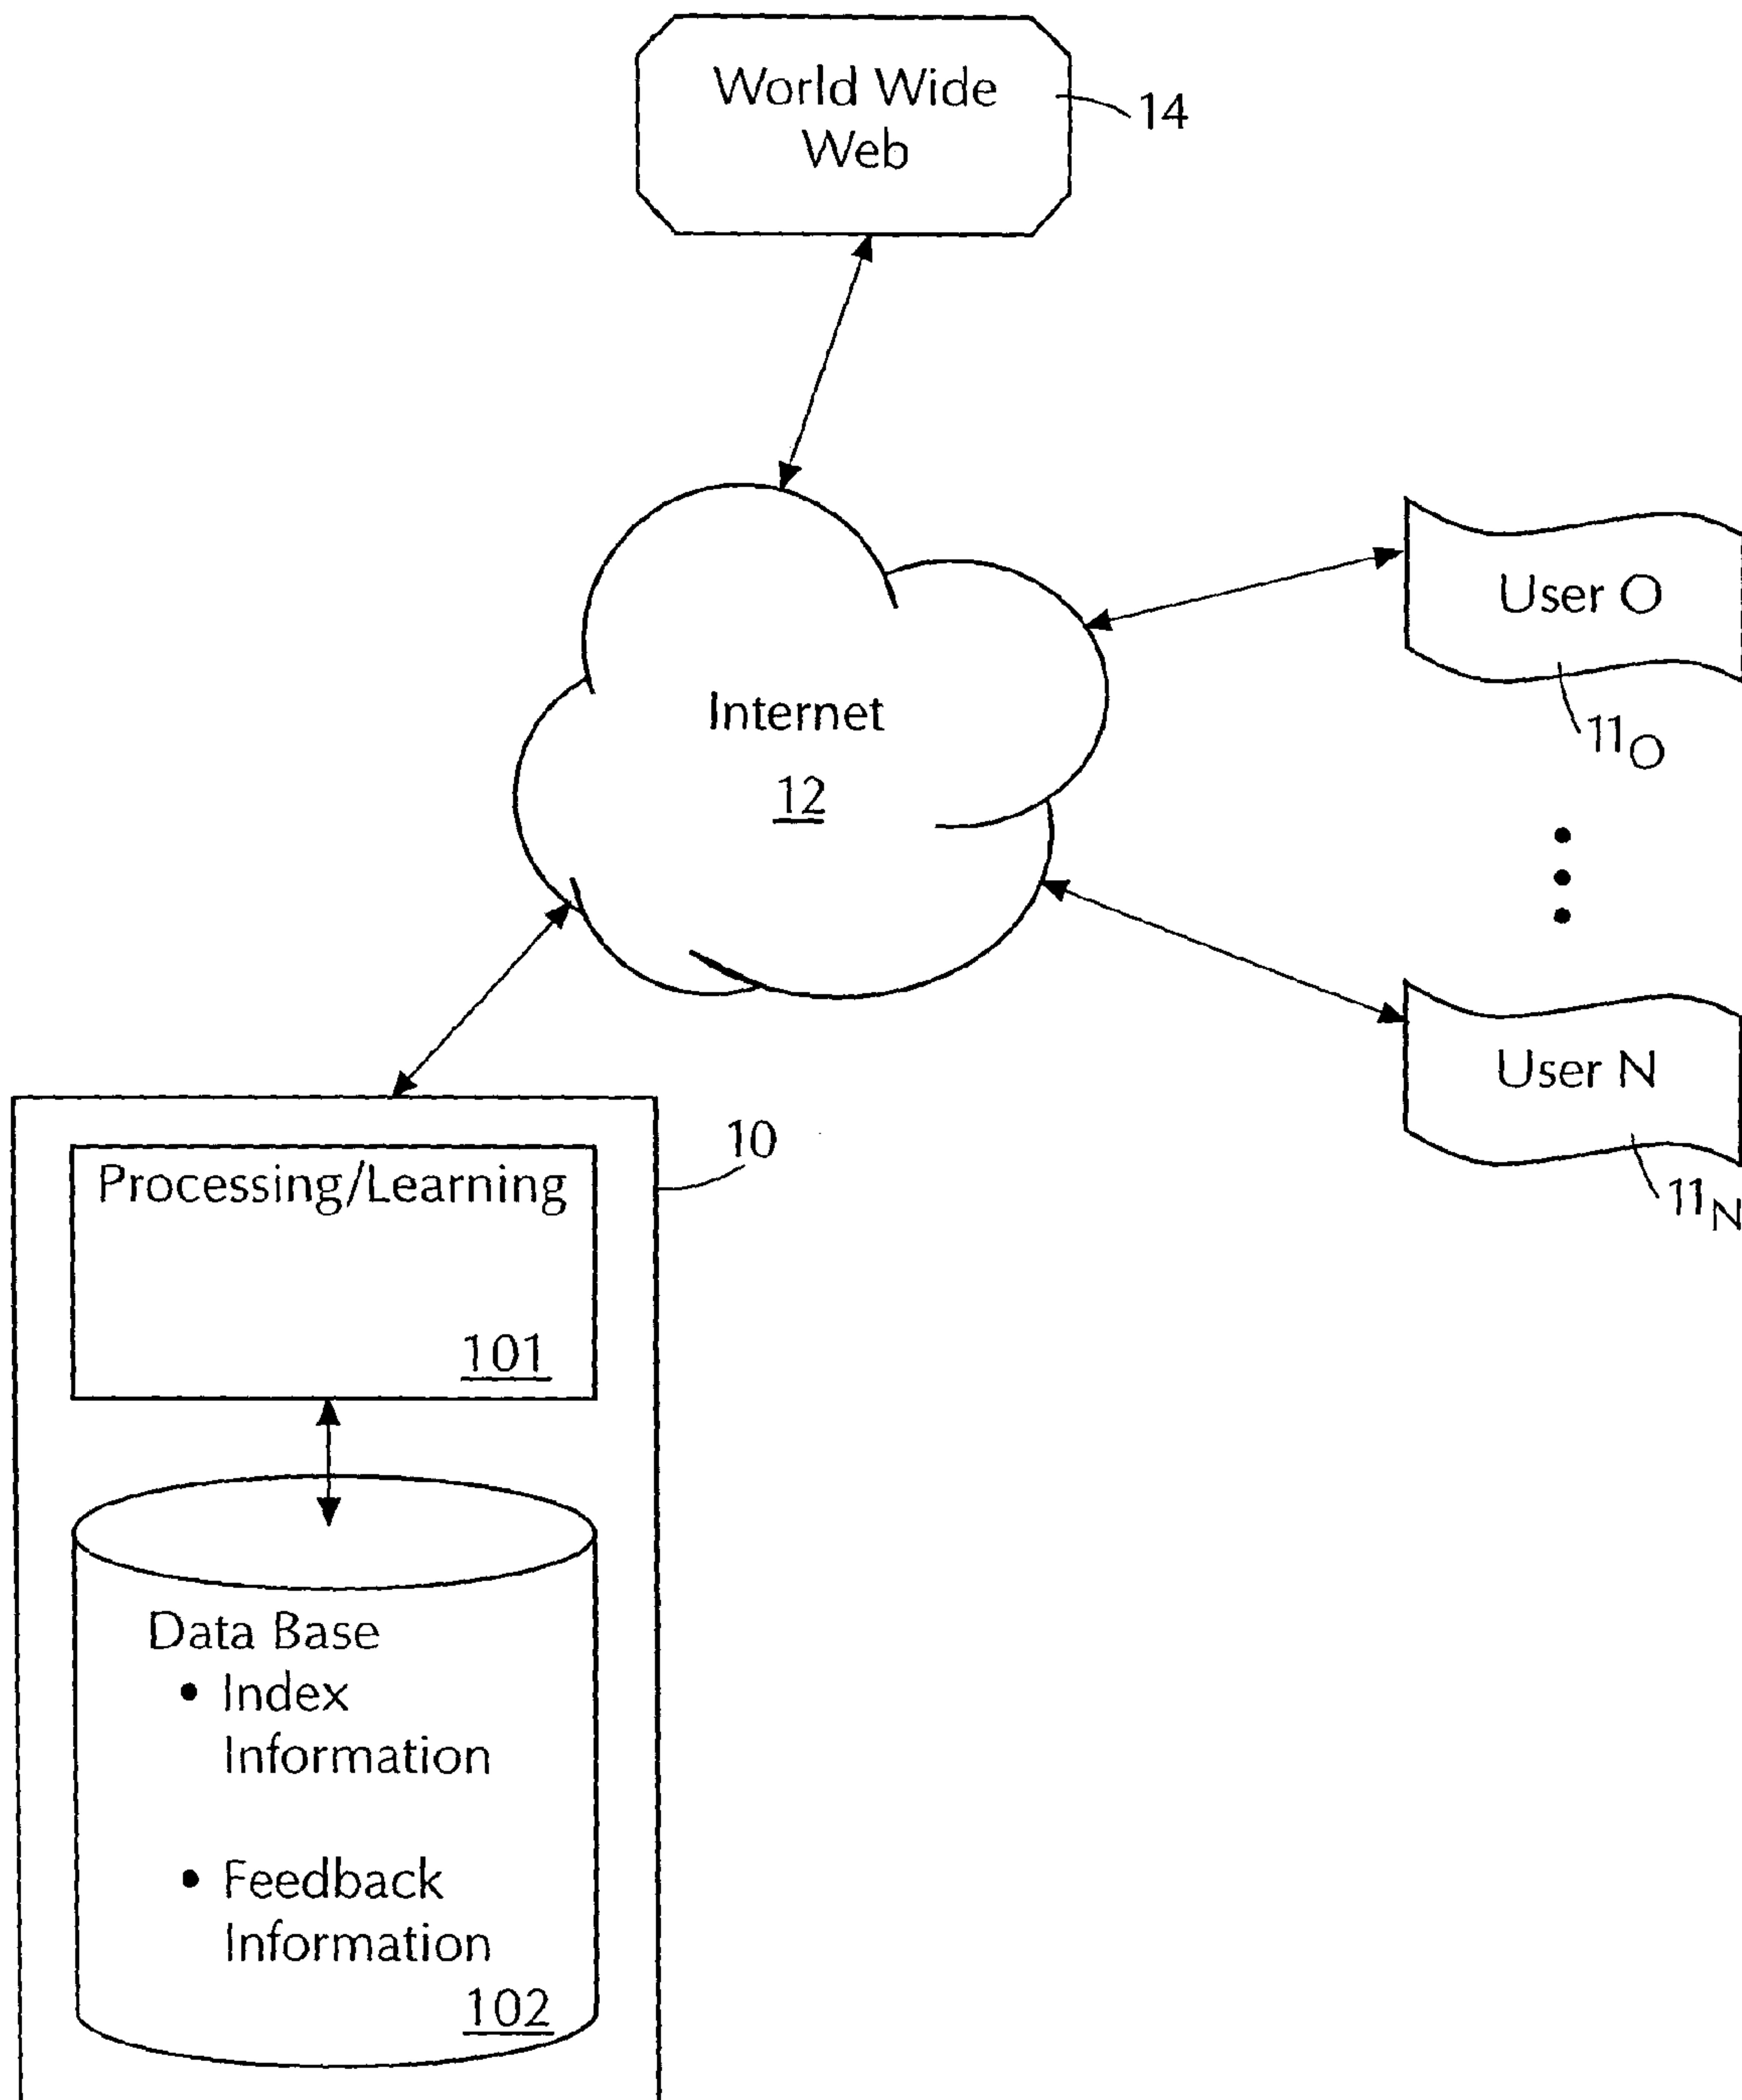 World Wide
Web
14
User O
11O
Internet
12
User N
11N
10
Processing/Learning
101
Data Base
• Index
Information
• Feedback
Information
102